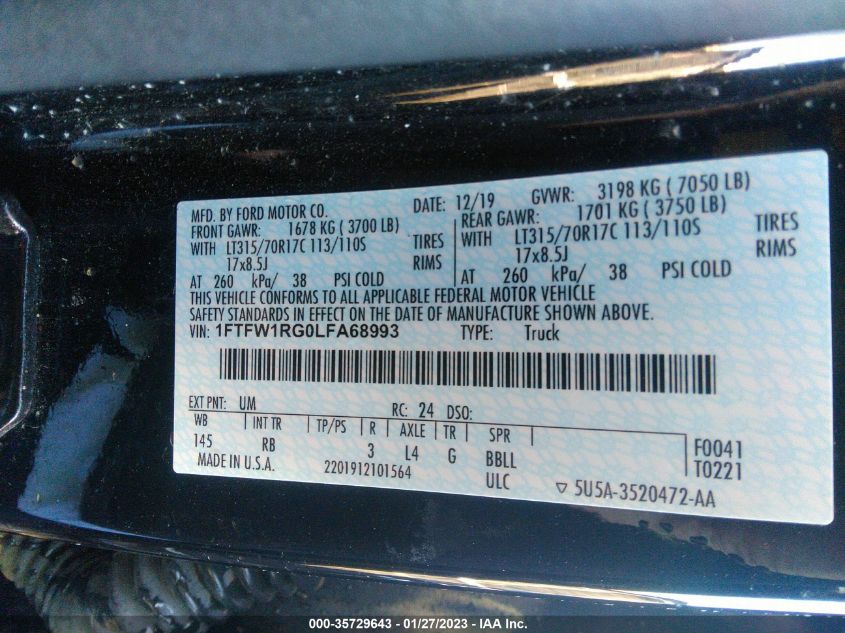 MFD. BY FORD MOTOR CO. DATE: 12/19 GVWR: 3198 KG ( 7050 LB)
FRONT GAWR: 1678 KG ( 3700 LB) REAR GAWR: 1701 KG ( 3750 LB)
WITH LT315/70R17C 113/110S TIRES WITH LT315/70R17C 113/110S TIRES
17x8.5J RIMS 17x8.5J RIMS
AT 260 kPa/ 38 PSI COLD AT 260 kPa/ 38 PSI COLD
THIS VEHICLE CONFORMS TO ALL APPLICABLE FEDERAL MOTOR VEHICLE
SAFETY STANDARDS IN EFFECT ON THE DATE OF MANUFACTURE SHOWN ABOVE.
VIN: 1FTFW1RG0LFA68993 TYPE: Truck
EXT PNT: UM RC: 24 DSO:
WB INT TR TP/PS R AXLE TR SPR
145 RB 3 L4 G BBLL F0041
MADE IN U.S.A. 2201912101564 ULC T0221
5U5A-3520472-AA
000-35729643 - 01/27/2023 - IAA Inc.